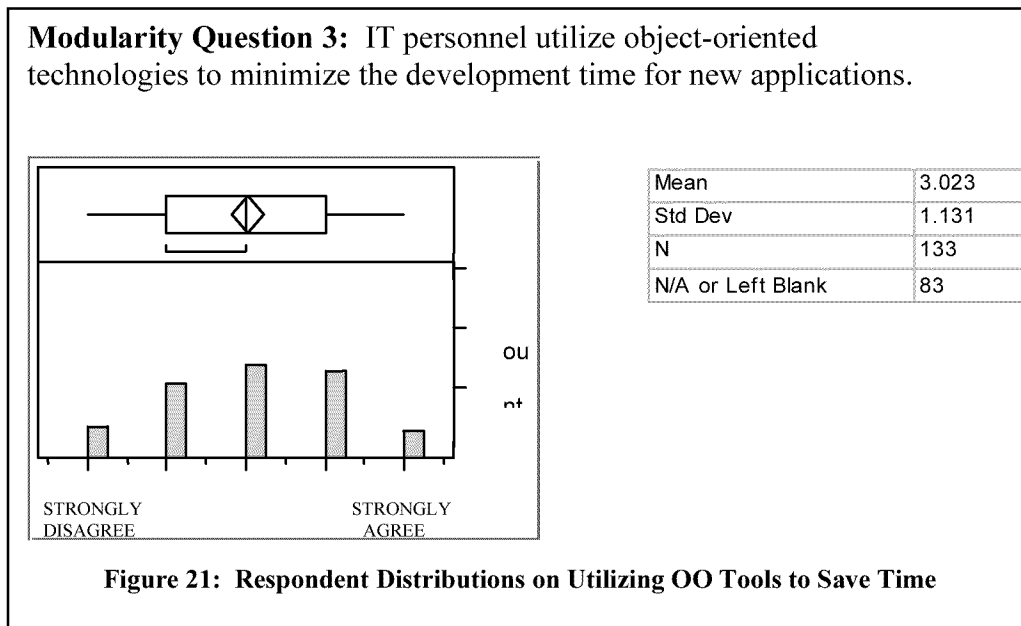 Modularity Question 3: IT personnel utilize object-oriented
technologies to minimize the development time for new applications.
Mean 3.023
Std Dev 1.131
N 133
N/A or Left Blank 83
ou
nt
STRONGLY DISAGREE
STRONGLY AGREE
Figure 21: Respondent Distributions on Utilizing OO Tools to Save Time